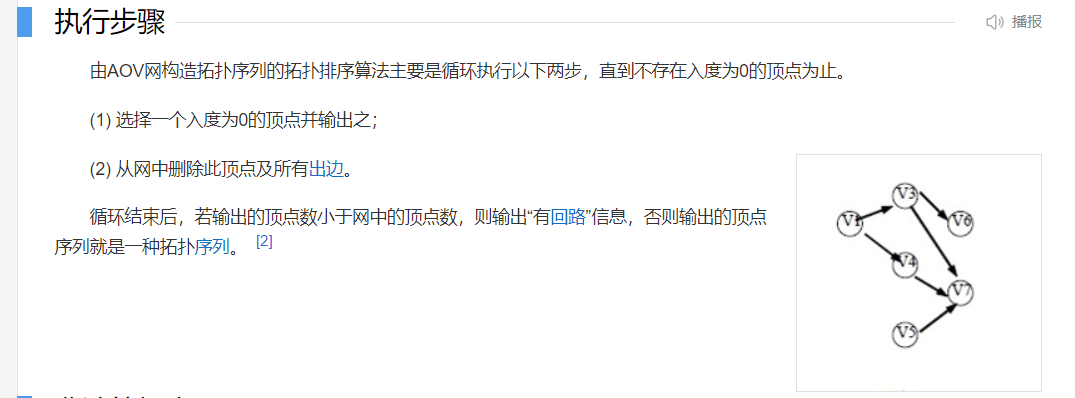 执行步骤
播报
由AOV网构造拓扑序列的拓扑排序算法主要是循环执行以下两步，直到不存在入度为0的顶点为止。
(1) 选择一个入度为0的顶点并输出之；
(2) 从网中删除此顶点及所有出边。
循环结束后，若输出的顶点数小于网中的顶点数，则输出“有回路”信息，否则输出的顶点
序列就是一种拓扑序列。 [2]
V3
V1
V6
V4
V7
V5